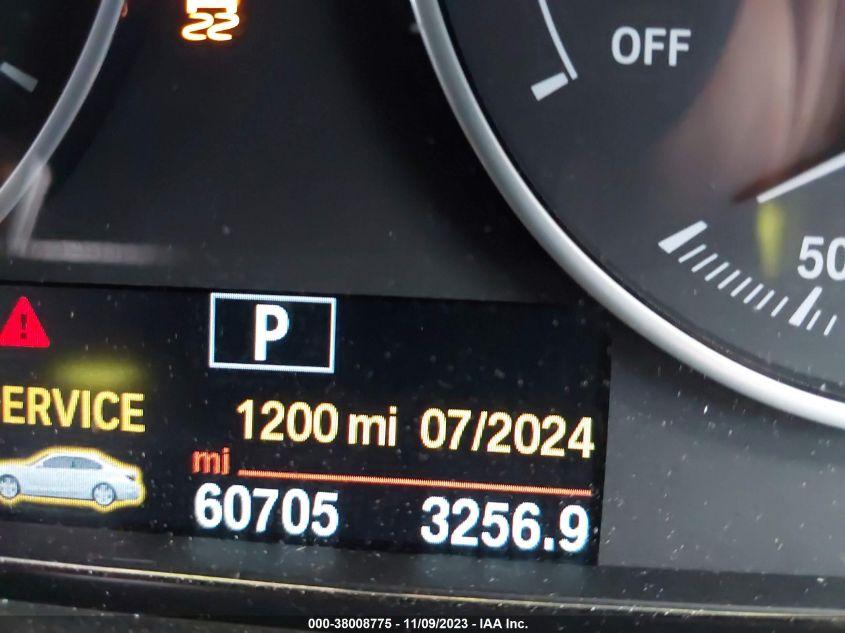 OFF
50
P
ERVICE
1200 mi 07/2024
mi
60705 3256.9
000-38008775 - 11/09/2023 - IAA Inc.